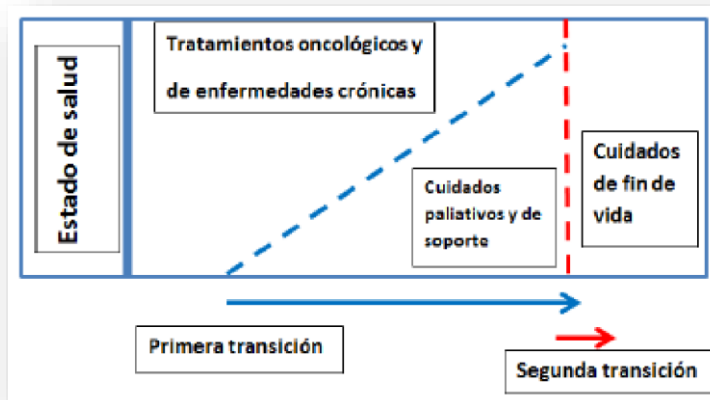 Estado de salud
Tratamientos oncológicos y
de enfermedades crónicas
Cuidados
paliativos y de
soporte
Cuidados
de fin de
vida
Primera transición
Segunda transición